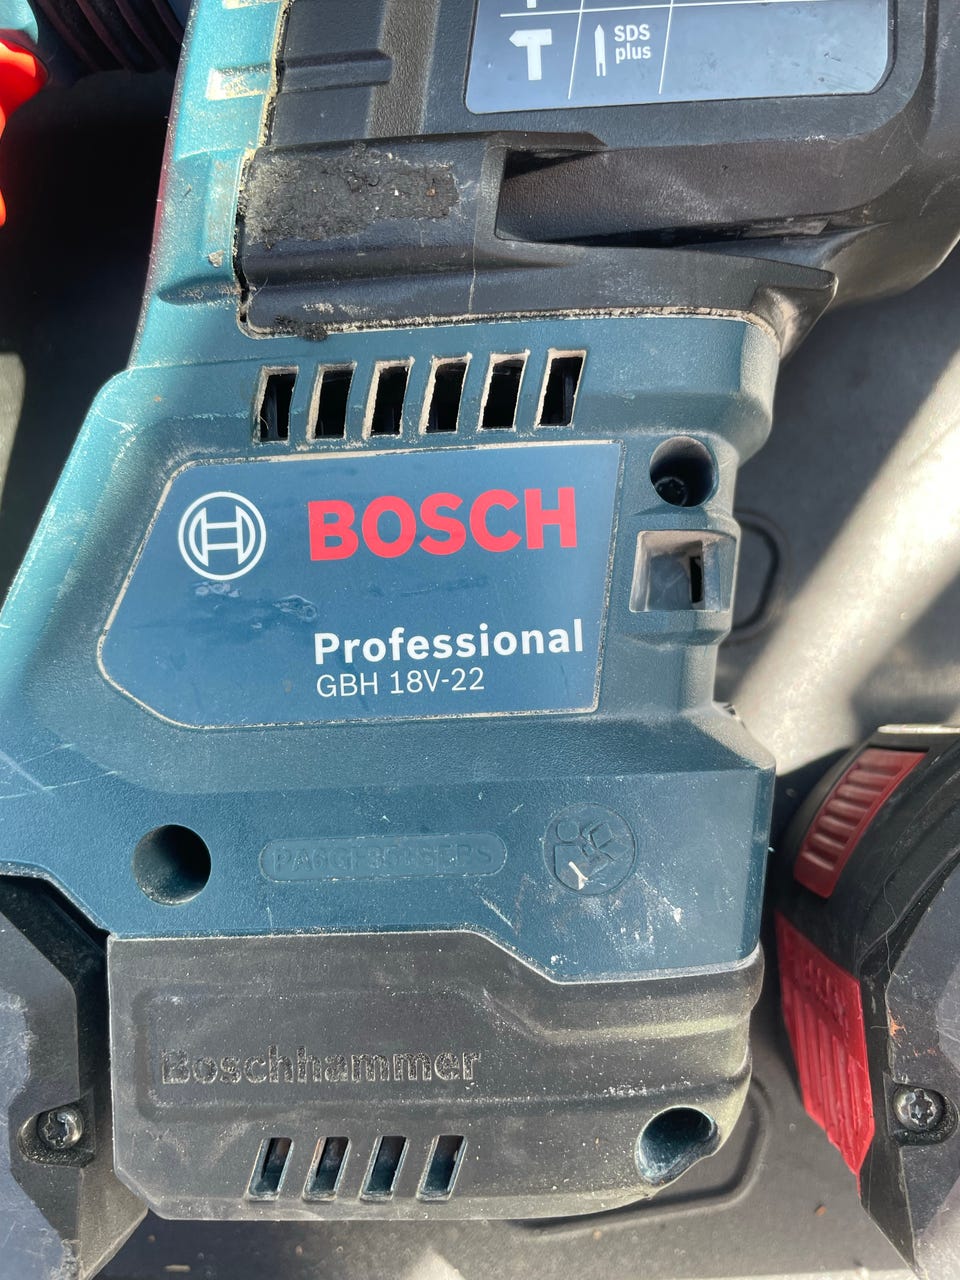 SDS
plus
BOSCH
Professional
GBH 18V-22
Boschhammer